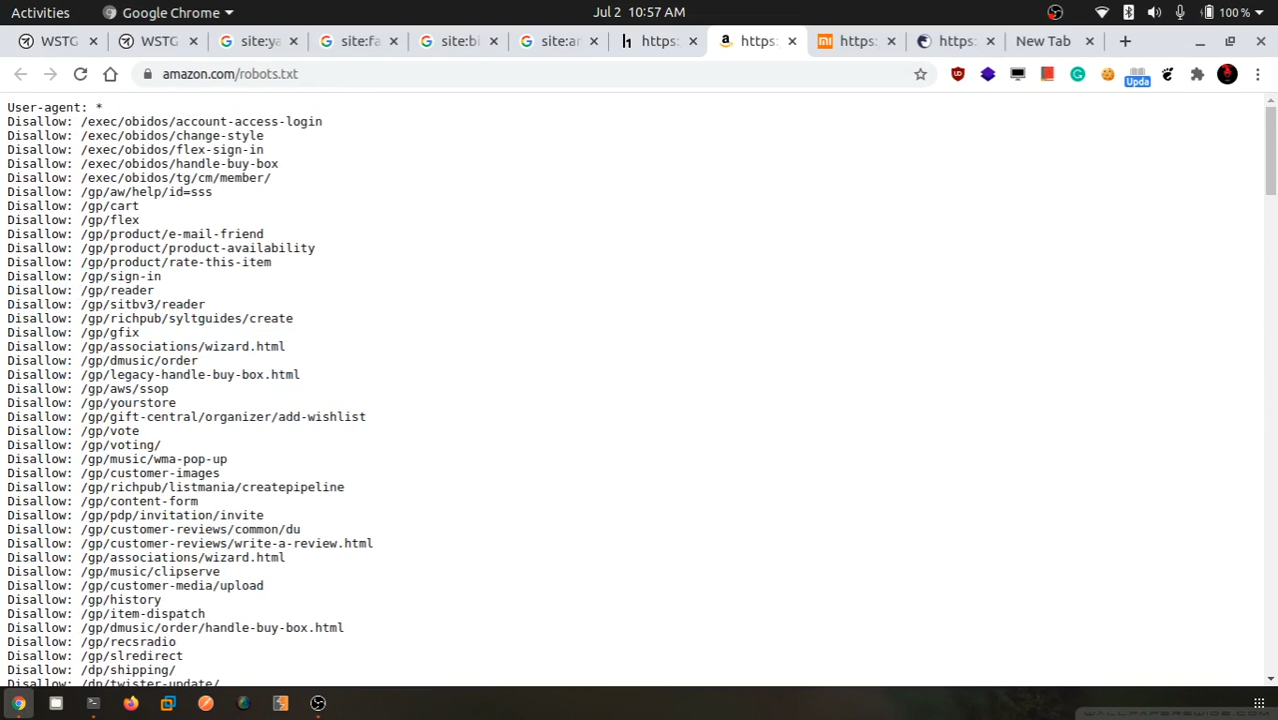 Activities Google Chrome Jul 2 10:57 AM 100 %
WSTG WSTG site:ya site:fa site:bi site:ar https: https: https: https: New Tab
amazon.com/robots.txt Upda
User-agent: *
Disallow: /exec/obidos/account-access-login
Disallow: /exec/obidos/change-style
Disallow: /exec/obidos/flex-sign-in
Disallow: /exec/obidos/handle-buy-box
Disallow: /exec/obidos/tg/cm/member/
Disallow: /gp/aw/help/id=sss
Disallow: /gp/cart
Disallow: /gp/flex
Disallow: /gp/product/e-mail-friend
Disallow: /gp/product/product-availability
Disallow: /gp/product/rate-this-item
Disallow: /gp/sign-in
Disallow: /gp/reader
Disallow: /gp/sitbv3/reader
Disallow: /gp/richpub/syltguides/create
Disallow: /gp/gfix
Disallow: /gp/associations/wizard.html
Disallow: /gp/dmusic/order
Disallow: /gp/legacy-handle-buy-box.html
Disallow: /gp/aws/ssop
Disallow: /gp/yourstore
Disallow: /gp/gift-central/organizer/add-wishlist
Disallow: /gp/vote
Disallow: /gp/voting/
Disallow: /gp/music/wma-pop-up
Disallow: /gp/customer-images
Disallow: /gp/richpub/listmania/createpipeline
Disallow: /gp/content-form
Disallow: /gp/pdp/invitation/invite
Disallow: /gp/customer-reviews/common/du
Disallow: /gp/customer-reviews/write-a-review.html
Disallow: /gp/associations/wizard.html
Disallow: /gp/music/clipserve
Disallow: /gp/customer-media/upload
Disallow: /gp/history
Disallow: /gp/item-dispatch
Disallow: /gp/dmusic/order/handle-buy-box.html
Disallow: /gp/recsradio
Disallow: /gp/slredirect
Disallow: /dp/shipping/
Disallow: /dp/twister-update/
WALLPAPERSWIDE.COM